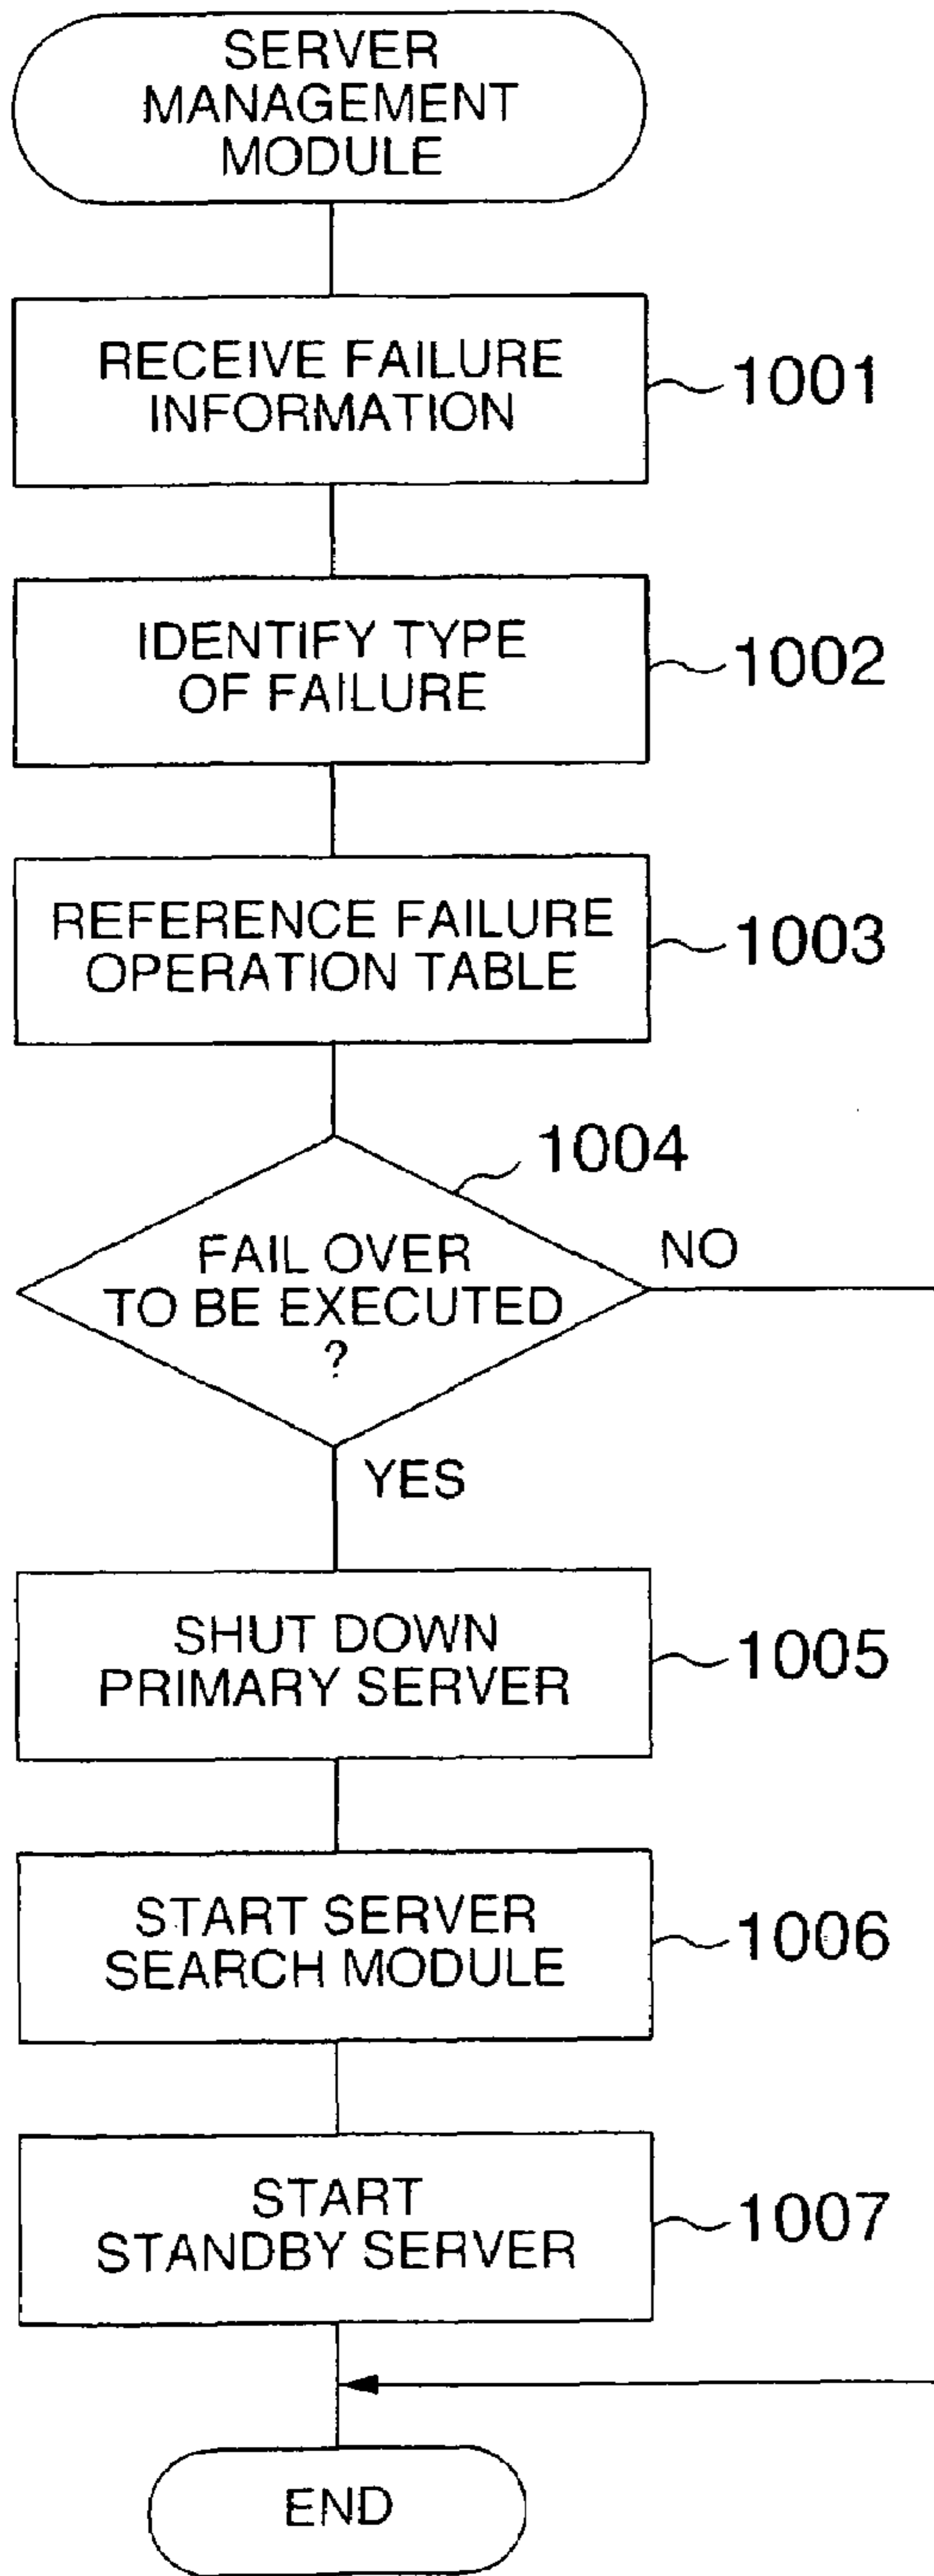 SERVER
MANAGEMENT
MODULE
RECEIVE FAILURE
INFORMATION
1001
IDENTIFY TYPE
OF FAILURE
1002
REFERENCE FAILURE
OPERATION TABLE
1003
1004
FAIL OVER
TO BE EXECUTED
?
NO
YES
SHUT DOWN
PRIMARY SERVER
1005
START SERVER
SEARCH MODULE
1006
START
STANDBY SERVER
1007
END